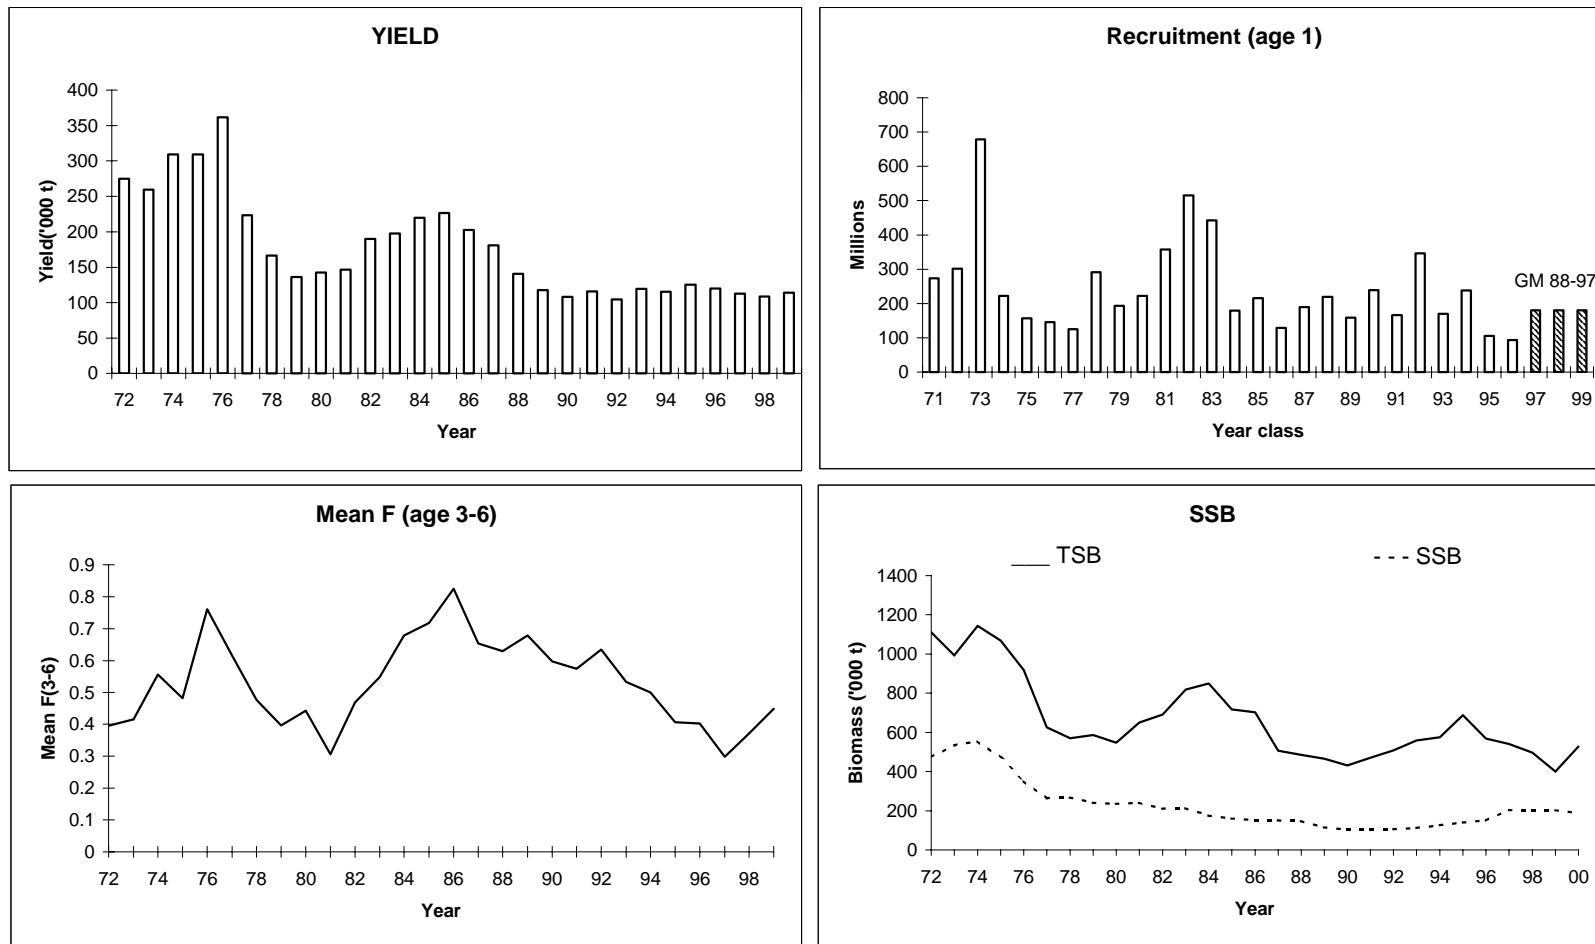 YIELD
400
350
300
250
200
150
100
50
0
Yield('000 t)
72 74 76 78 80 82 84 86 88 90 92 94 96 98
Year
Recruitment (age 1)
800
700
600
500
400
300
200
100
0
Millions
GM 88-97
71 73 75 77 79 81 83 85 87 89 91 93 95 97 99
Year class
Mean F (age 3-6)
0.9
0.8
0.7
0.6
0.5
0.4
0.3
0.2
0.1
0
Mean F(3-6)
72 74 76 78 80 82 84 86 88 90 92 94 96 98
Year
SSB
TSB SSB
1400
1200
1000
800
600
400
200
0
Biomass ('000 t)
72 74 76 78 80 82 84 86 88 90 92 94 96 98 00
Year